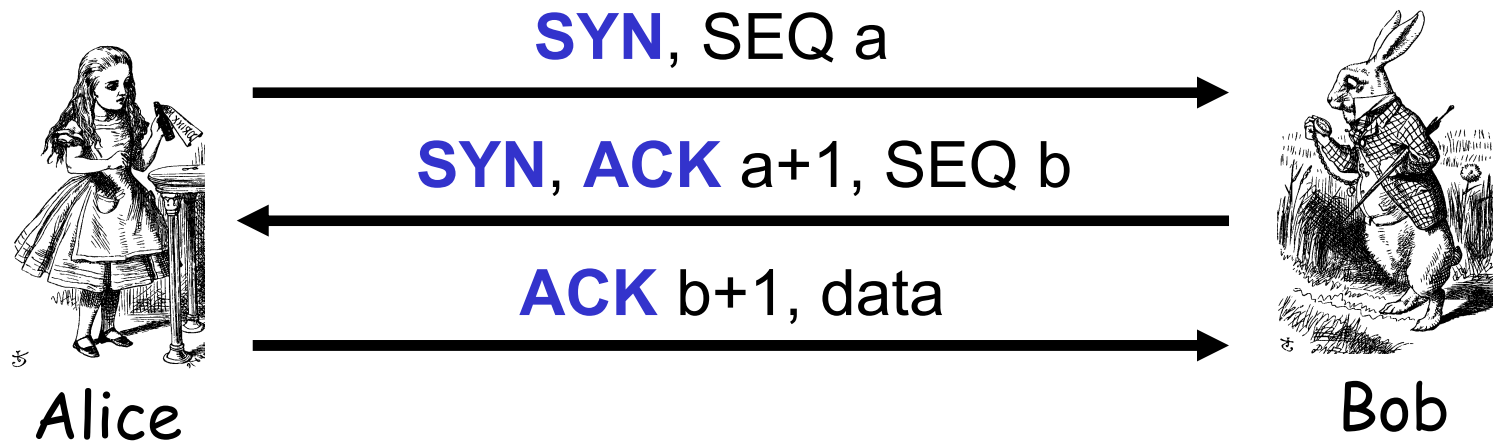 SYN, SEQ a
SYN, ACK a+1, SEQ b
ACK b+1, data
Alice
Bob